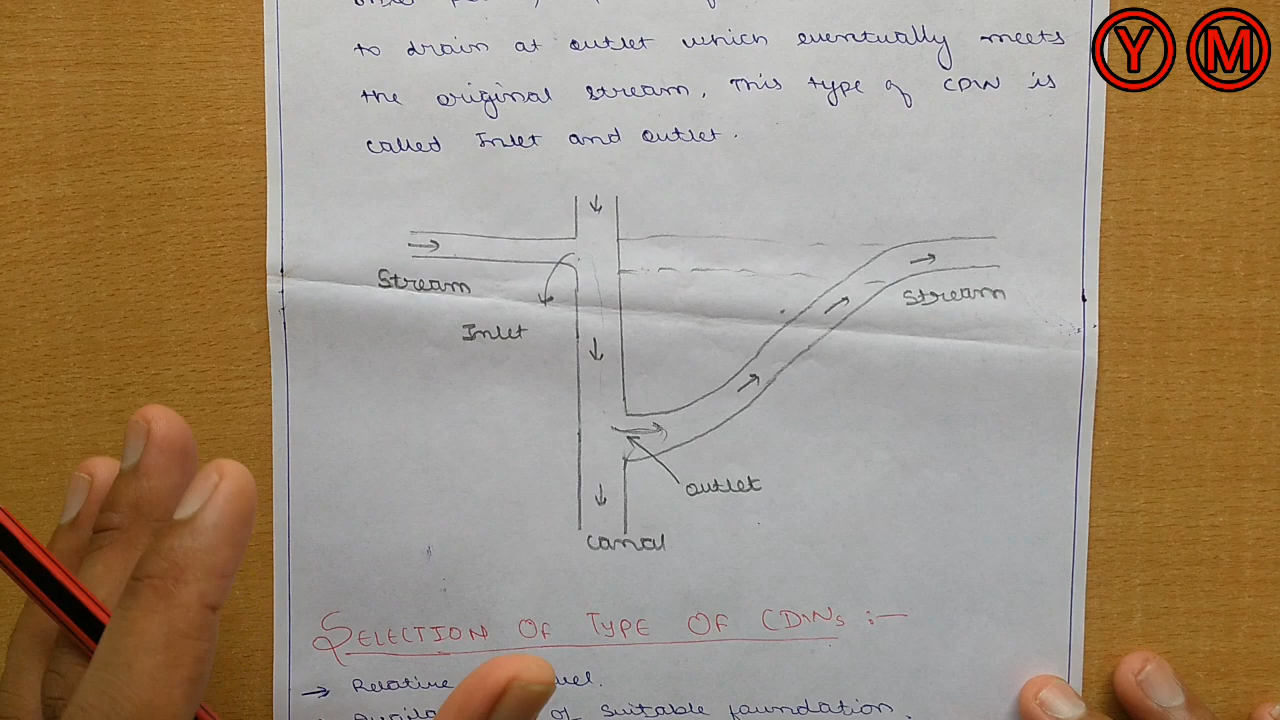 to drain at outlet which eventually meets
the original stream. This type of CDW is
called Inlet and outlet.
Stream
Inlet
Stream
outlet
canal
SELECTION OF TYPE OF CDWs :-
→ Relative
of suitable foundation.
Y M